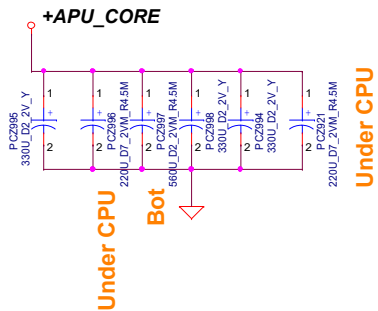 +APU_CORE
1
+
2
PCZ995
330U_D2_2V_Y
1
+
2
PCZ996
220U_D7_2VM_R4.5M
1
+
2
PCZ997
560U_D2_2VM_R4.5M
1
+
2
PCZ998
330U_D2_2V_Y
1
+
2
PCZ994
330U_D2_2V_Y
1
+
2
PCZ921
220U_D7_2VM_R4.5M
Under CPU
Under CPU
Bot